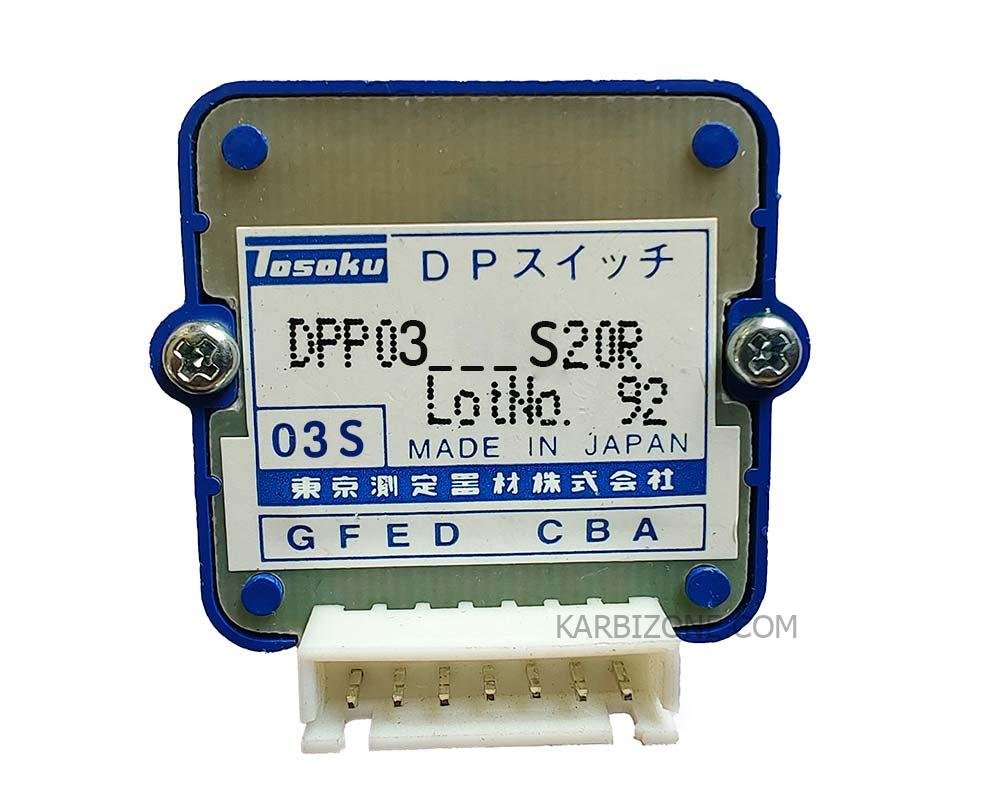 Tosoku DPスイッチ
DPP03___S20R
LotNo. 92
03S MADE IN JAPAN
東京測定器材株式会社
GFED CBA
KARBIZONE.COM